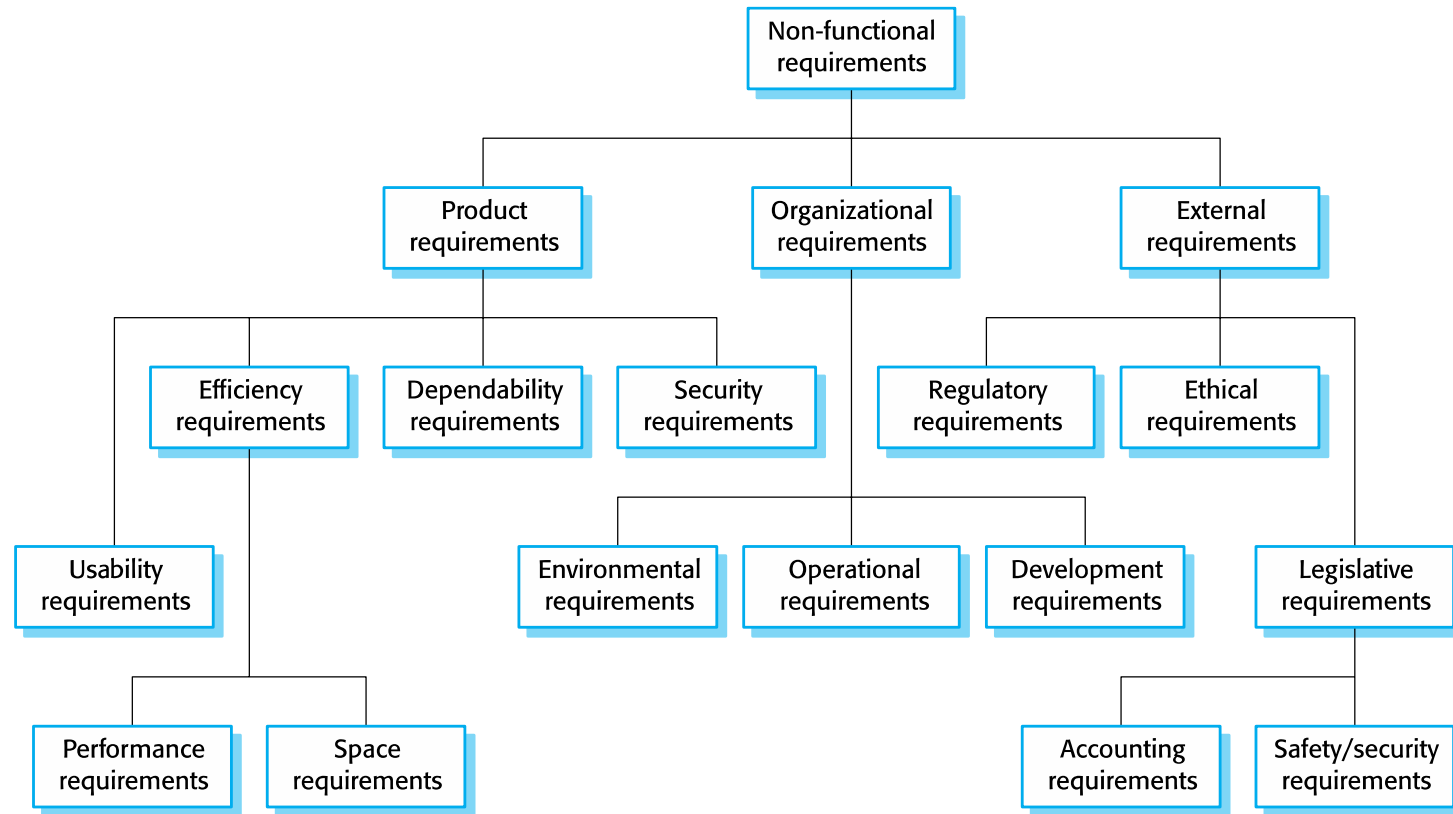 Non-functional
requirements
Product
requirements
Organizational
requirements
External
requirements
Efficiency
requirements
Dependability
requirements
Security
requirements
Regulatory
requirements
Ethical
requirements
Usability
requirements
Environmental
requirements
Operational
requirements
Development
requirements
Legislative
requirements
Performance
requirements
Space
requirements
Accounting
requirements
Safety/security
requirements